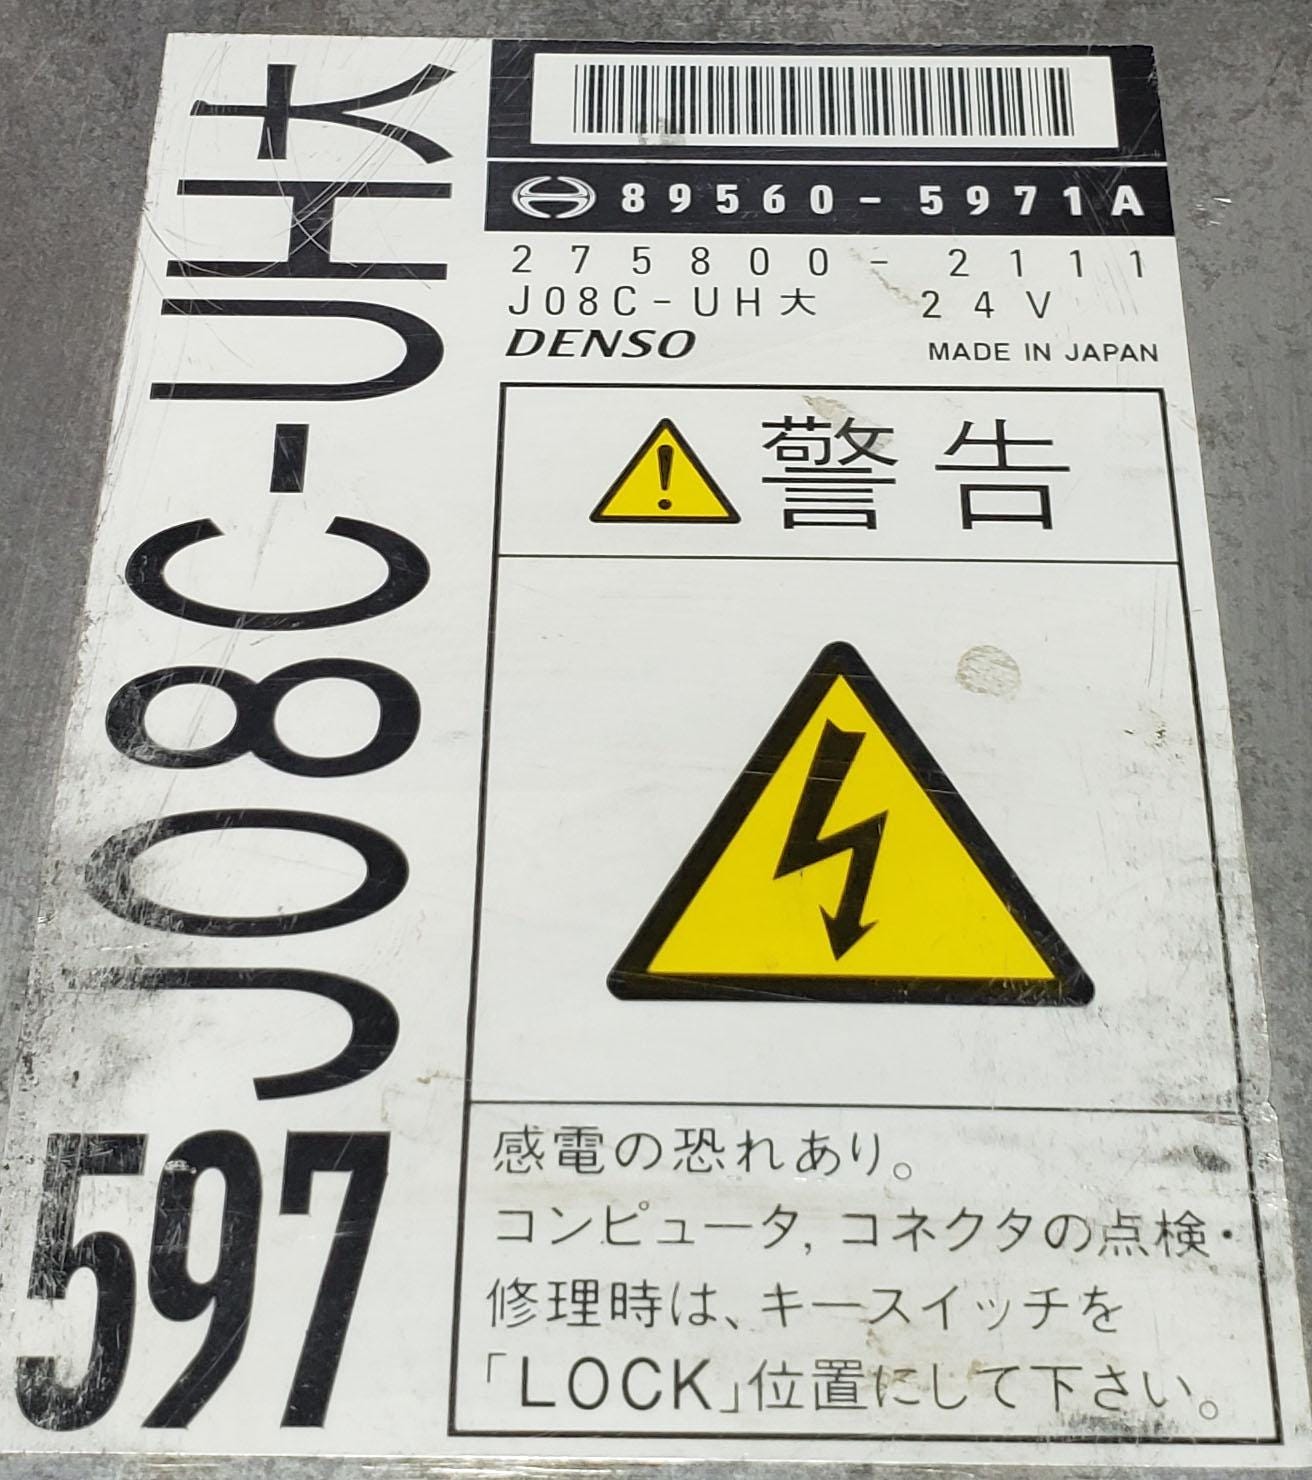 J08C-UH大
597
89560-5971A
275800-2111
J08C-UH大 24V
DENSO MADE IN JAPAN
警告
感電の恐れあり。
コンピュータ,コネクタの点検・
修理時は、キースイッチを
「LOCK」位置にして下さい。